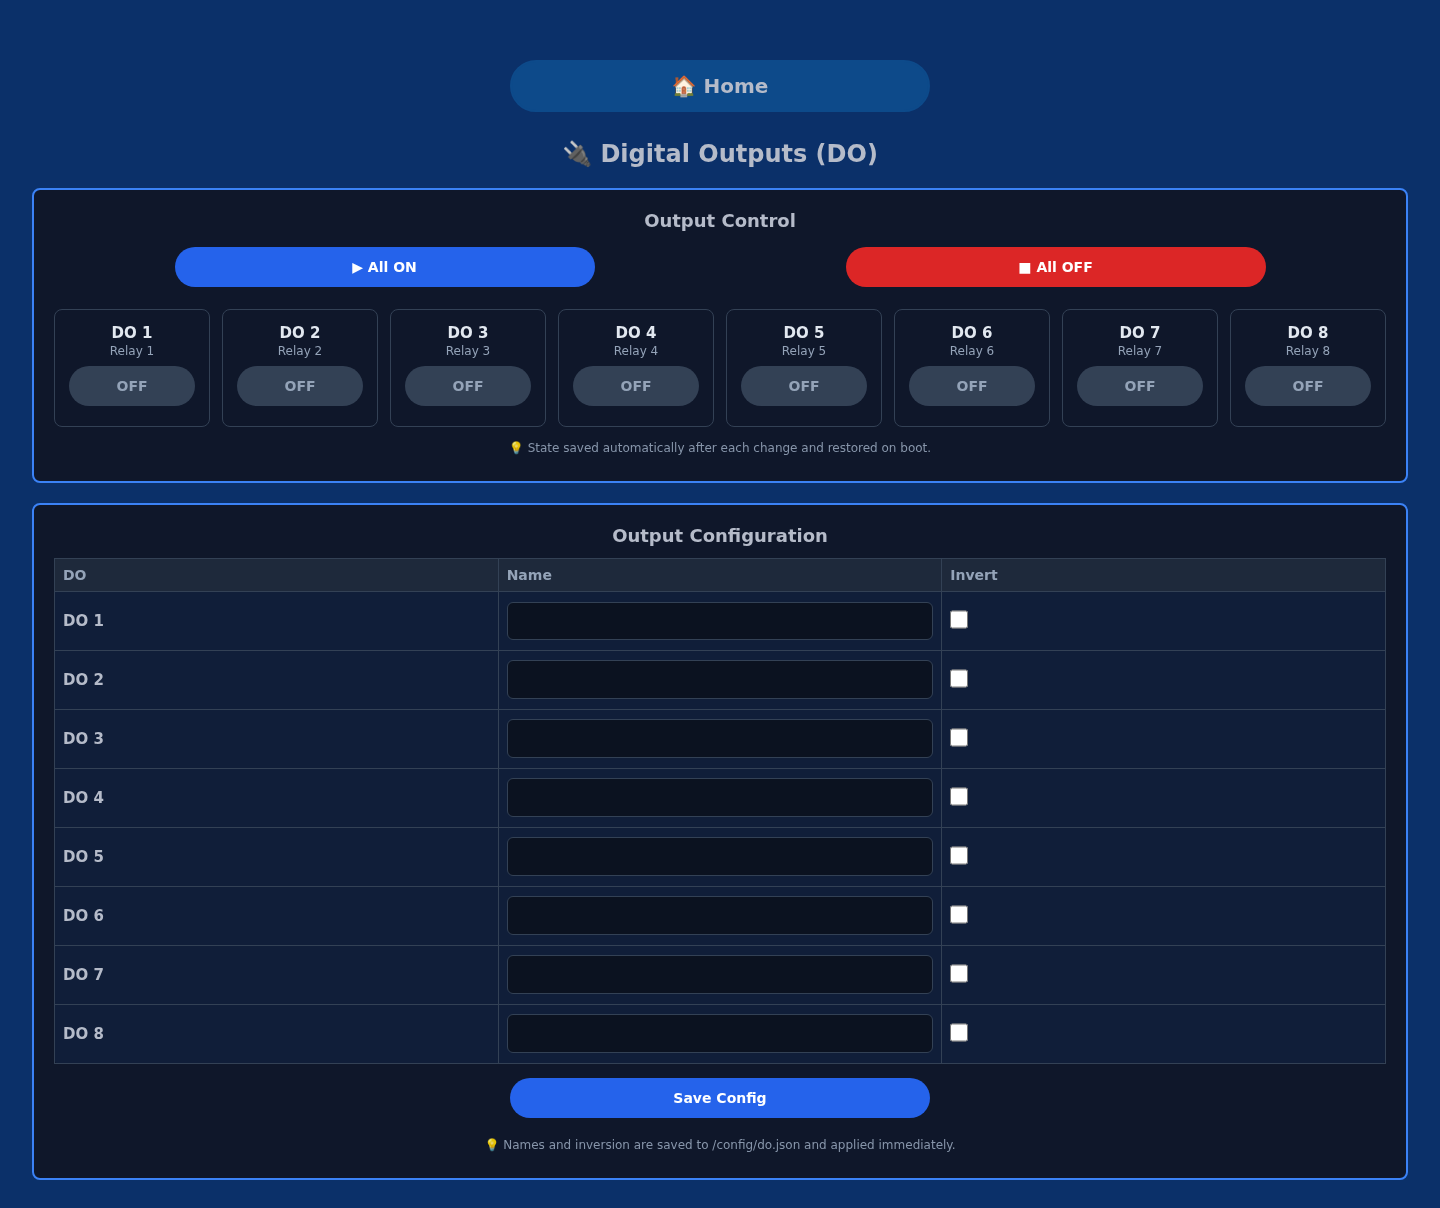 🏠 Home
🔌 Digital Outputs (DO)
Output Control
▶ All ON
■ All OFF
DO 1 DO 2 DO 3 DO 4 DO 5 DO 6 DO 7 DO 8
Relay 1 Relay 2 Relay 3 Relay 4 Relay 5 Relay 6 Relay 7 Relay 8
OFF OFF OFF OFF OFF OFF OFF OFF
💡 State saved automatically after each change and restored on boot.
Output Configuration
DO Name Invert
DO 1
DO 2
DO 3
DO 4
DO 5
DO 6
DO 7
DO 8
Save Config
💡 Names and inversion are saved to /config/do.json and applied immediately.